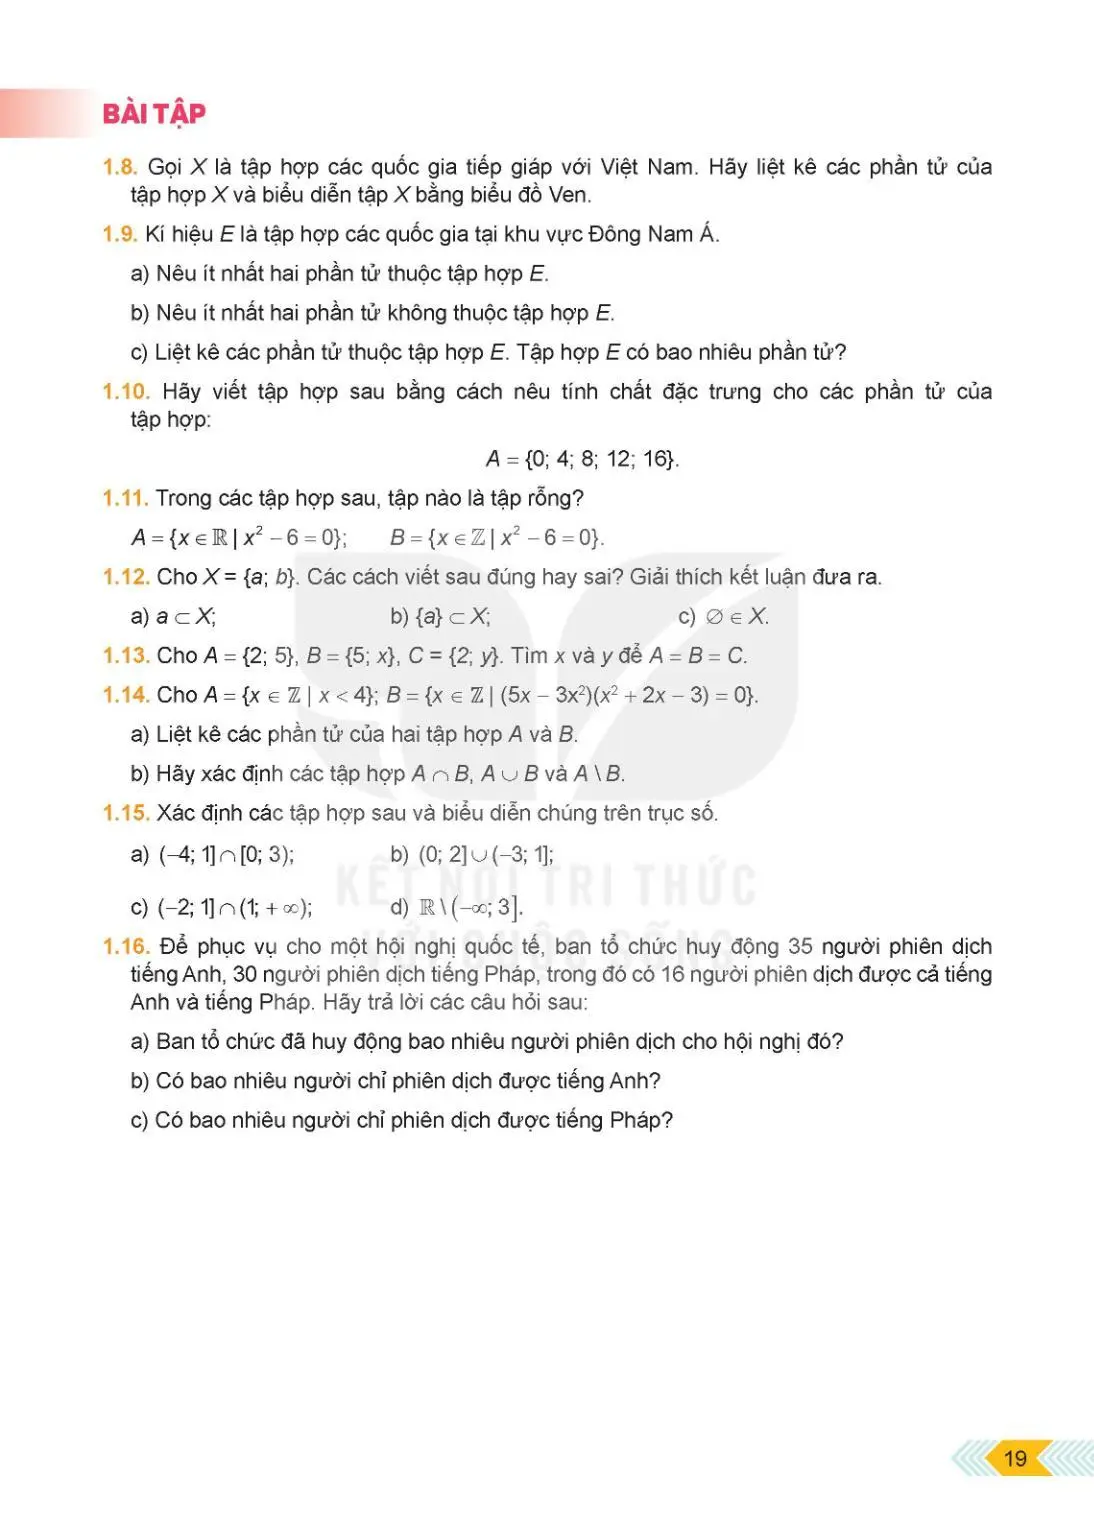 BÀI TẬP
1.8. Gọi X là tập hợp các quốc gia tiếp giáp với Việt Nam. Hãy liệt kê các phần tử của
tập hợp X và biểu diễn tập X bằng biểu đồ Ven.
1.9. Kí hiệu E là tập hợp các quốc gia tại khu vực Đông Nam Á.
a) Nêu ít nhất hai phần tử thuộc tập hợp E.
b) Nêu ít nhất hai phần tử không thuộc tập hợp E.
c) Liệt kê các phần tử thuộc tập hợp E. Tập hợp E có bao nhiêu phần tử?
1.10. Hãy viết tập hợp sau bằng cách nêu tính chất đặc trưng cho các phần tử của
tập hợp:
A = {0; 4; 8; 12; 16}.
1.11. Trong các tập hợp sau, tập nào là tập rỗng?
A = {x ∈ ℝ | x² − 6 = 0}; B = {x ∈ ℤ | x² − 6 = 0}.
1.12. Cho X = {a; b}. Các cách viết sau đúng hay sai? Giải thích kết luận đưa ra.
a) a ⊂ X; b) {a} ⊂ X; c) ∅ ∈ X.
1.13. Cho A = {2; 5}, B = {5; x}, C = {2; y}. Tìm x và y để A = B = C.
1.14. Cho A = {x ∈ ℤ | x < 4}; B = {x ∈ ℤ | (5x − 3x²)(x² + 2x − 3) = 0}.
a) Liệt kê các phần tử của hai tập hợp A và B.
b) Hãy xác định các tập hợp A ∩ B, A ∪ B và A \ B.
1.15. Xác định các tập hợp sau và biểu diễn chúng trên trục số.
a) (−4; 1] ∩ [0; 3); b) (0; 2] ∪ (−3; 1];
KẾT NỐI TRI THỨC
c) (−2; 1] ∩ (1; + ∞); d) ℝ \ (−∞; 3].
VỚI CUỘC SỐNG
1.16. Để phục vụ cho một hội nghị quốc tế, ban tổ chức huy động 35 người phiên dịch
tiếng Anh, 30 người phiên dịch tiếng Pháp, trong đó có 16 người phiên dịch được cả tiếng
Anh và tiếng Pháp. Hãy trả lời các câu hỏi sau:
a) Ban tổ chức đã huy động bao nhiêu người phiên dịch cho hội nghị đó?
b) Có bao nhiêu người chỉ phiên dịch được tiếng Anh?
c) Có bao nhiêu người chỉ phiên dịch được tiếng Pháp?
19